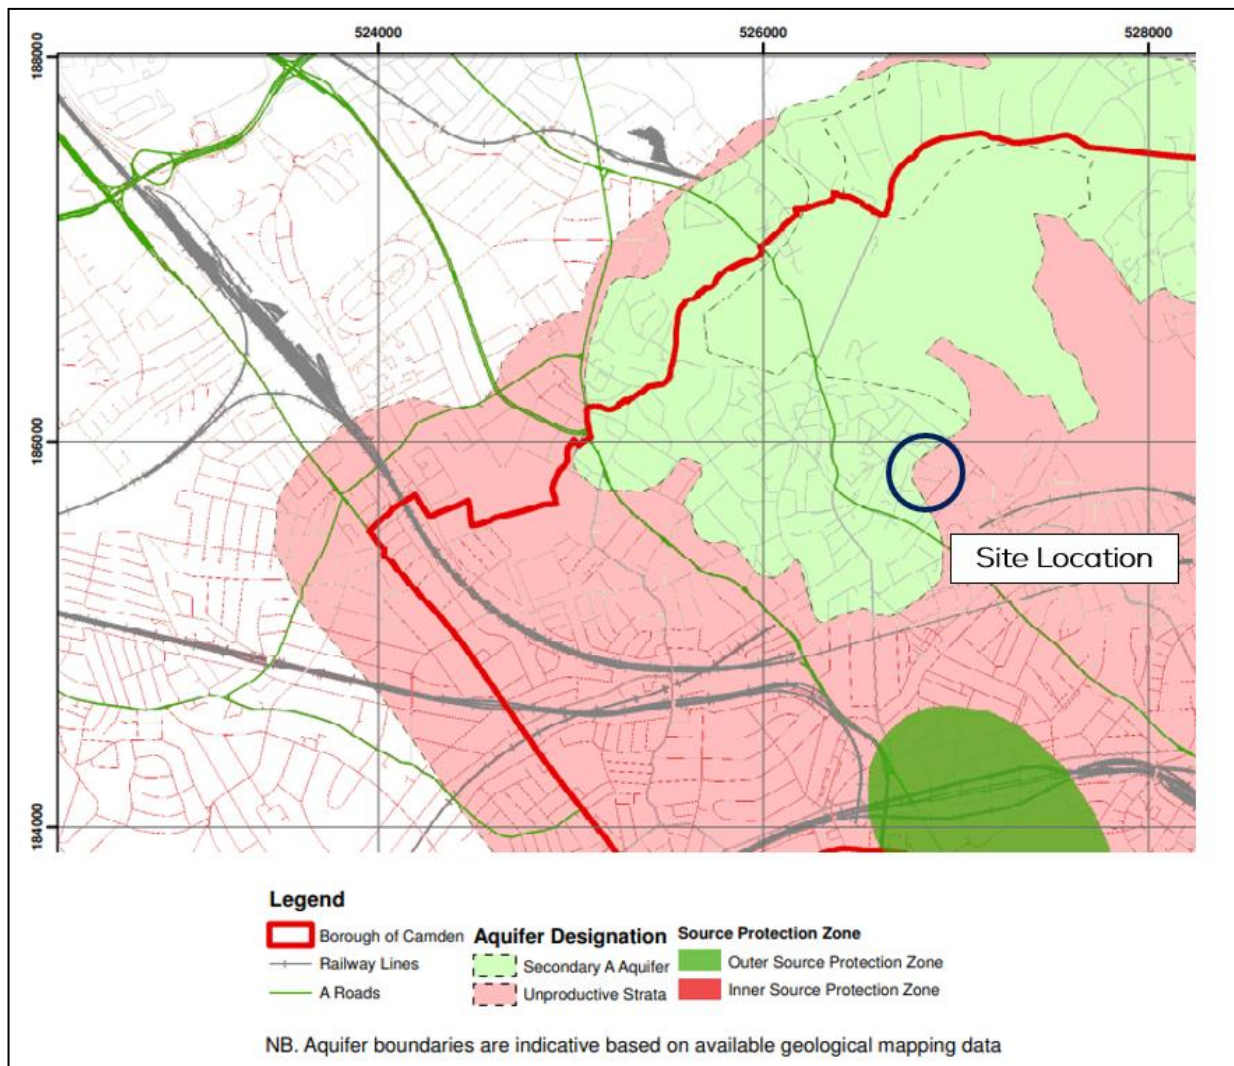 524000
526000
528000
188000
186000
184000
Site Location
Legend
Borough of Camden
Railway Lines
A Roads
Aquifer Designation
Secondary A Aquifer
Unproductive Strata
Source Protection Zone
Outer Source Protection Zone
Inner Source Protection Zone
NB. Aquifer boundaries are indicative based on available geological mapping data